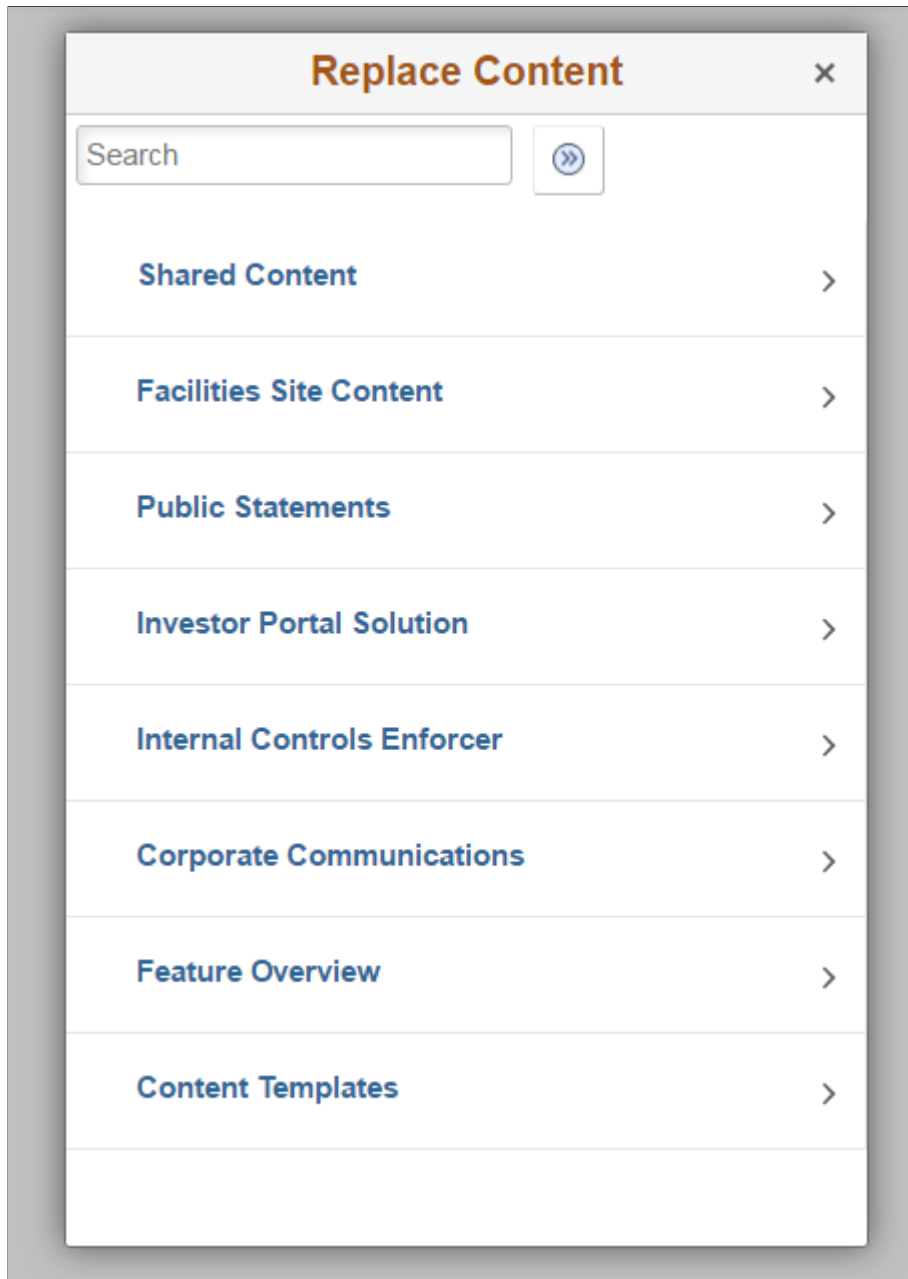 Replace Content ×
Search
Shared Content
Facilities Site Content
Public Statements
Investor Portal Solution
Internal Controls Enforcer
Corporate Communications
Feature Overview
Content Templates